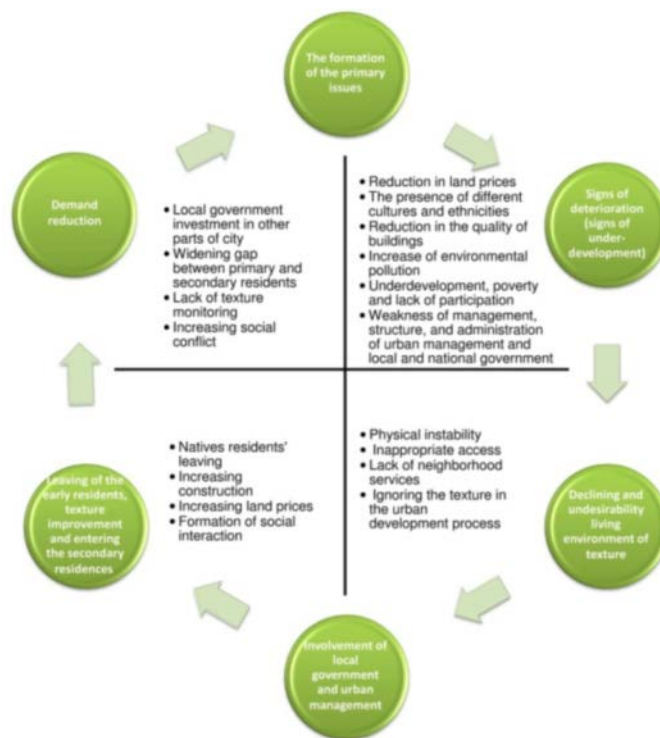 The formation
of the primary
issues
Demand
reduction
• Local government
investment in other
parts of city
• Widening gap
between primary and
secondary residents
• Lack of texture
monitoring
• Increasing social
conflict
• Reduction in land prices
• The presence of different
cultures and ethnicities
• Reduction in the quality of
buildings
• Increase of environmental
pollution
• Underdevelopment, poverty
and lack of participation
• Weakness of management,
structure, and administration
of urban management and
local and national government
Signs of
deterioration
(signs of
under-
development)
Leaving of the
early residents,
texture
improvement
and entering
the secondary
residences
• Natives residents'
leaving
• Increasing
construction
• Increasing land prices
• Formation of social
interaction
• Physical instability
• Inappropriate access
• Lack of neighborhood
services
• Ignoring the texture in
the urban
development process
Declining and
undesirability
living
environment of
texture
Involvement of
local
government
and urban
management